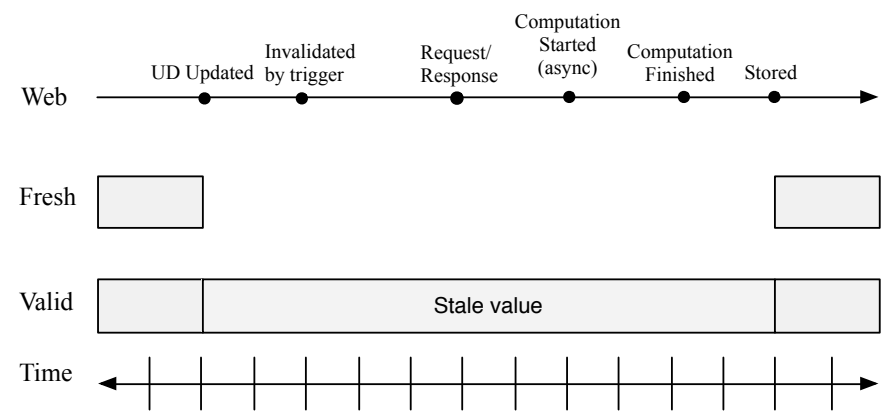 Computation
Started
(async)
Invalidated
by trigger
Request/
Response
Computation
Finished
UD Updated
Stored
Web
Fresh
Valid
Stale value
Time